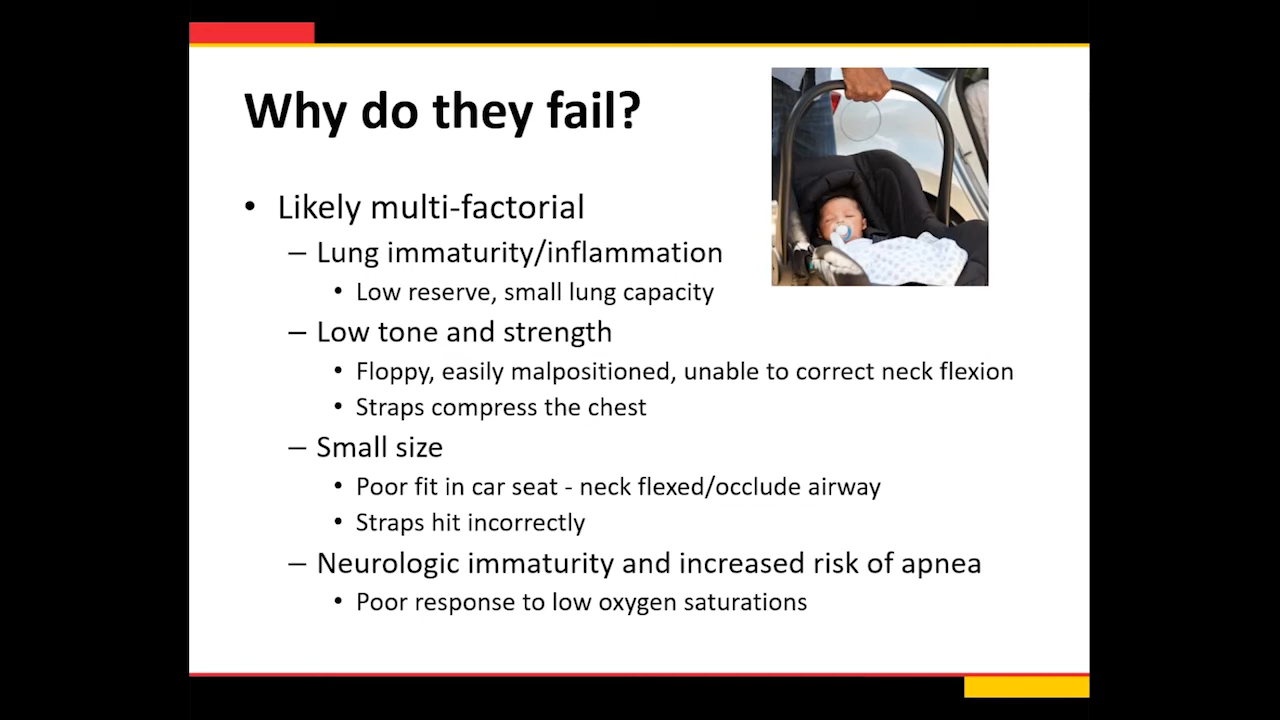 Why do they fail?
• Likely multi-factorial
– Lung immaturity/inflammation
• Low reserve, small lung capacity
– Low tone and strength
• Floppy, easily malpositioned, unable to correct neck flexion
• Straps compress the chest
– Small size
• Poor fit in car seat - neck flexed/occlude airway
• Straps hit incorrectly
– Neurologic immaturity and increased risk of apnea
• Poor response to low oxygen saturations